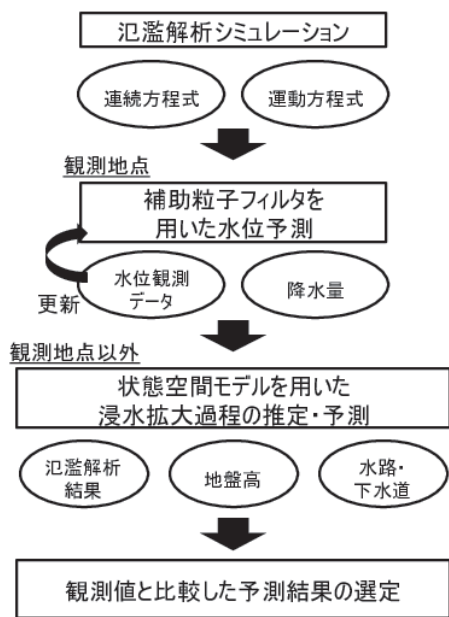 氾濫解析シミュレーション
連続方程式
運動方程式
観測地点
補助粒子フィルタを
用いた水位予測
水位観測
データ
降水量
更新
観測地点以外
状態空間モデルを用いた
浸水拡大過程の推定・予測
氾濫解析
結果
地盤高
水路・
下水道
観測値と比較した予測結果の選定